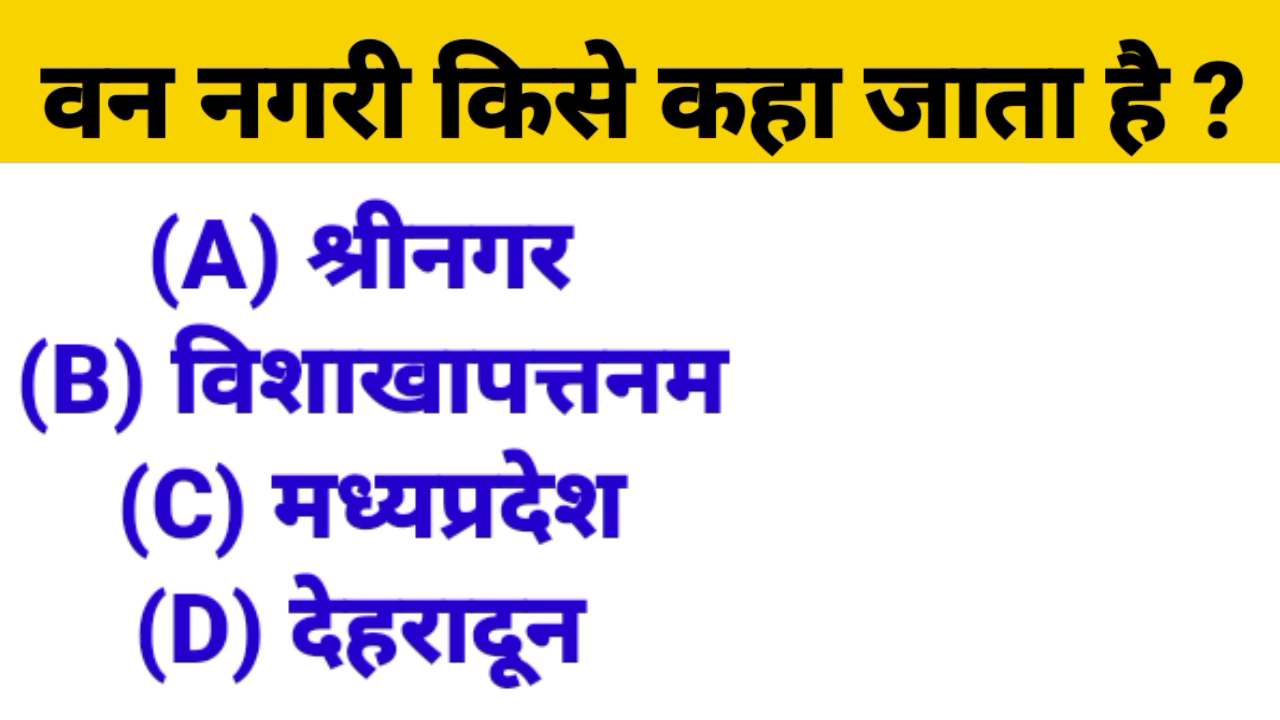 वन नगरी किसे कहा जाता है ?
(A) श्रीनगर
(B) विशाखापत्तनम
(C) मध्यप्रदेश
(D) देहरादून